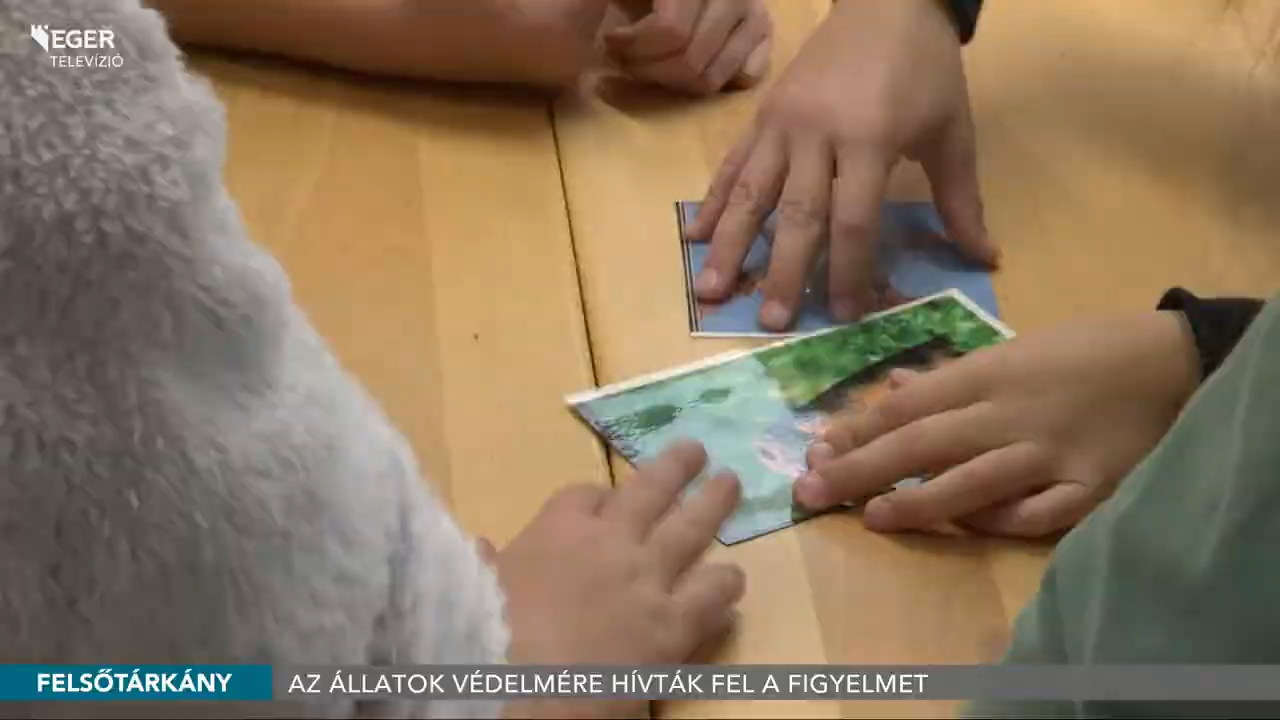 EGER
TELEVÍZIÓ
FELSŐTÁRKÁNY
AZ ÁLLATOK VÉDELMÉRE HÍVTÁK FEL A FIGYELMET